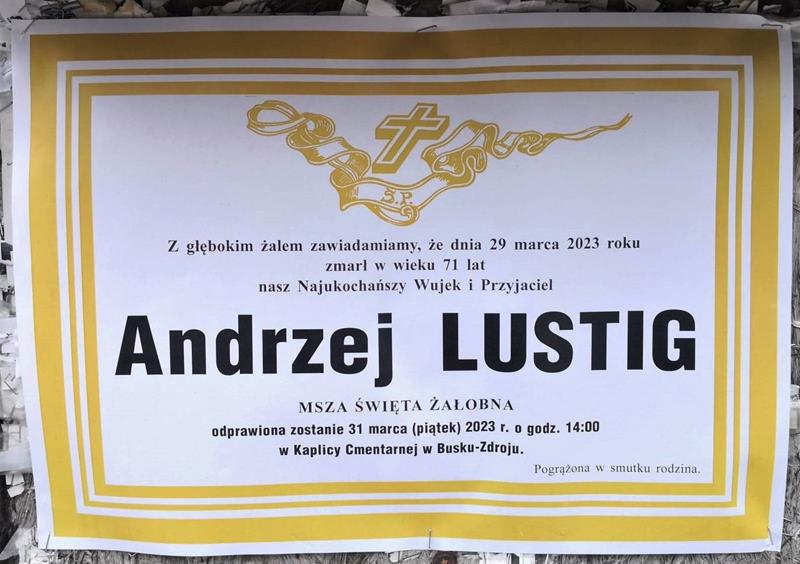 Ś.P.
Z głębokim żalem zawiadamiamy, że dnia 29 marca 2023 roku
zmarł w wieku 71 lat
nasz Najukochańszy Wujek i Przyjaciel
Andrzej LUSTIG
MSZA ŚWIĘTA ŻAŁOBNA
odprawiona zostanie 31 marca (piątek) 2023 r. o godz. 14:00
w Kaplicy Cmentarnej w Busku-Zdroju.
Pogrążona w smutku rodzina.